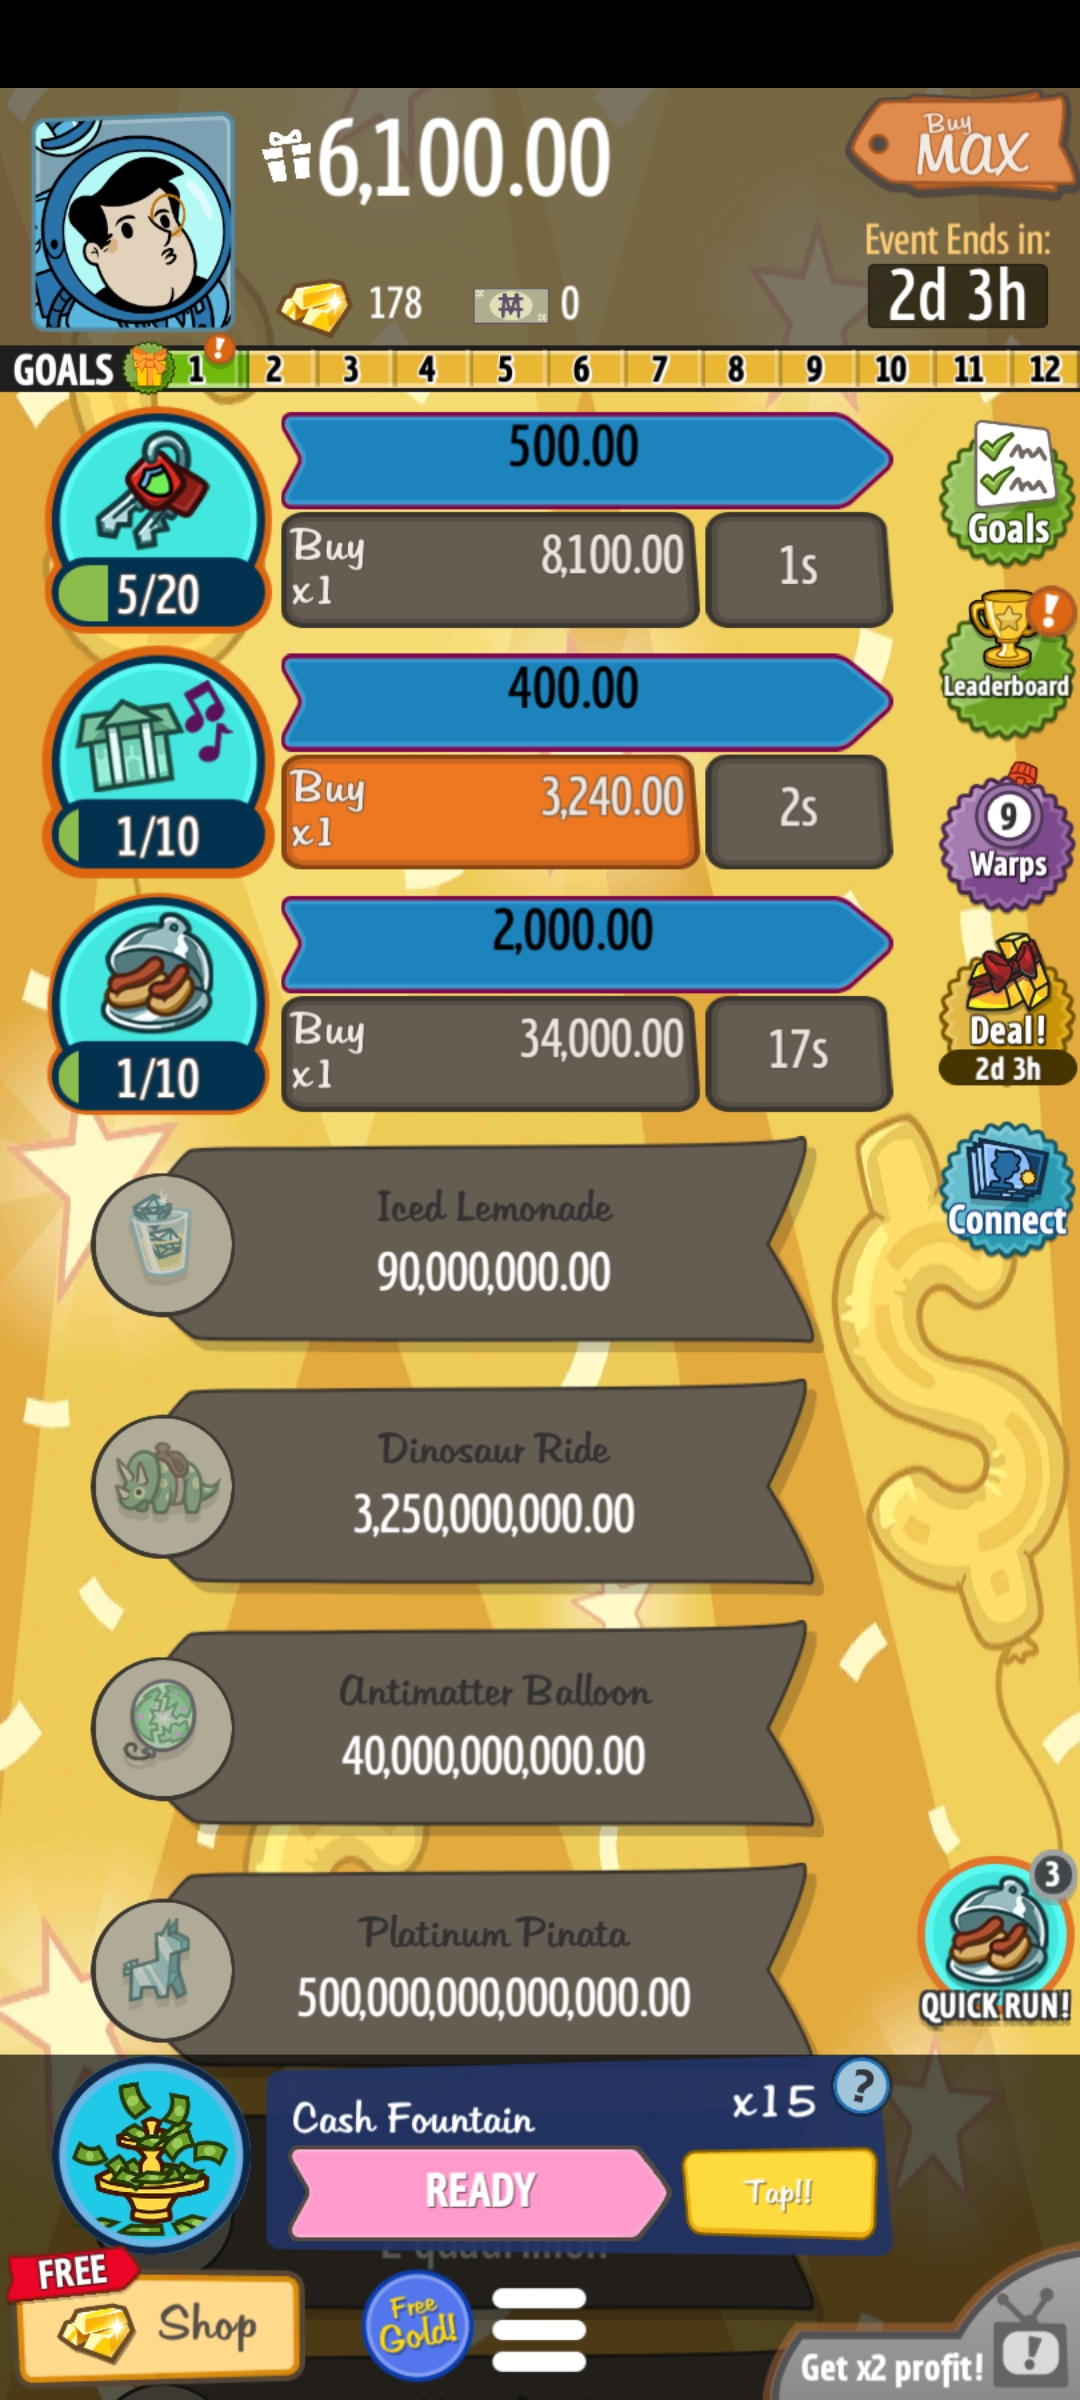 6,100.00
Buy
MAX
178
0
Event Ends in:
2d 3h
GOALS 1 ! 2 3 4 5 6 7 8 9 10 11 12
500.00
Buy
x1
8,100.00
1s
5/20
Goals
400.00
Buy
x1
3,240.00
2s
1/10
!
Leaderboard
9
Warps
2,000.00
Buy
x1
34,000.00
17s
1/10
Deal!
2d 3h
Connect
Iced Lemonade
90,000,000.00
Dinosaur Ride
3,250,000,000.00
Antimatter Balloon
40,000,000,000.00
Platinum Pinata
500,000,000,000,000.00
3
QUICK RUN!
Cash Fountain
x15
?
READY
Tap!!
FREE
Shop
Free
Gold!
Get x2 profit!
!